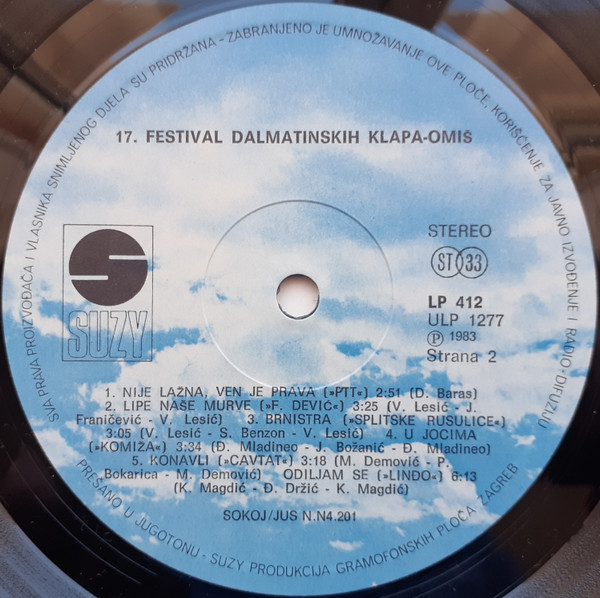 SVA PRAVA PROIZVOĐAČA I VLASNIKA SNIMLJENOG DJELA SU PRIDRŽANA - ZABRANJENO JE UMNOŽAVANJE OVE PLOČE, KORIŠĆENJE ZA JAVNO IZVOĐENJE I RADIO-DIFUZIJU
17. FESTIVAL DALMATINSKIH KLAPA-OMIŠ
SUZY
STEREO
ST 33
LP 412
ULP 1277
Ⓟ 1983
Strana 2
1. NIJE LAŽNA, VEN JE PRAVA (»PTT«) 2:51 (D. Baras)
2. LIPE NAŠE MURVE (»F. DEVIĆ«) 3:25 (V. Lesić - J.
Franičević - V. Lesić) 3. BRNISTRA (»SPLITSKE RUSULICE«)
3:05 (V. Lesić - S. Benzon - V. Lesić) 4. U JOCIMA
(»KOMIŽA«) 3:34 (Đ. Mladineo - J. Božanić - Đ. Mladineo)
5. KONAVLI (»CAVTAT«) 3:18 (M. Demović - P.
Bokarica - M. Demović) ODILJAM SE (»LINĐO«) 6:13
(K. Magdić - Đ. Držić - K. Magdić)
SOKOJ/JUS N.N4.201
PREŠANO U JUGOTONU · SUZY PRODUKCIJA GRAMOFONSKIH PLOČA ZAGREB